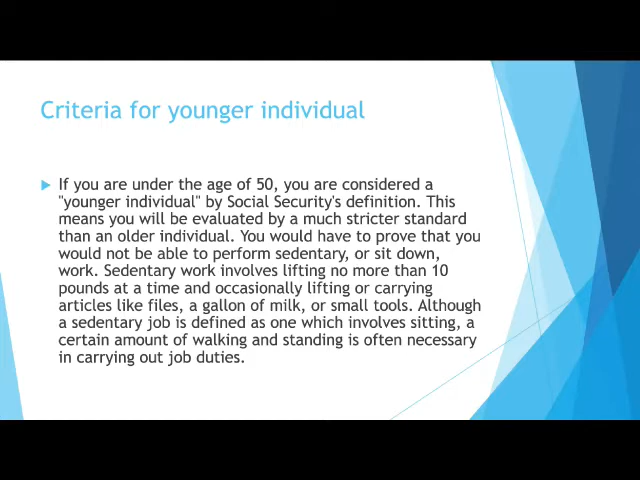 Criteria for younger individual
If you are under the age of 50, you are considered a
"younger individual" by Social Security's definition. This
means you will be evaluated by a much stricter standard
than an older individual. You would have to prove that you
would not be able to perform sedentary, or sit down,
work. Sedentary work involves lifting no more than 10
pounds at a time and occasionally lifting or carrying
articles like files, a gallon of milk, or small tools. Although
a sedentary job is defined as one which involves sitting, a
certain amount of walking and standing is often necessary
in carrying out job duties.